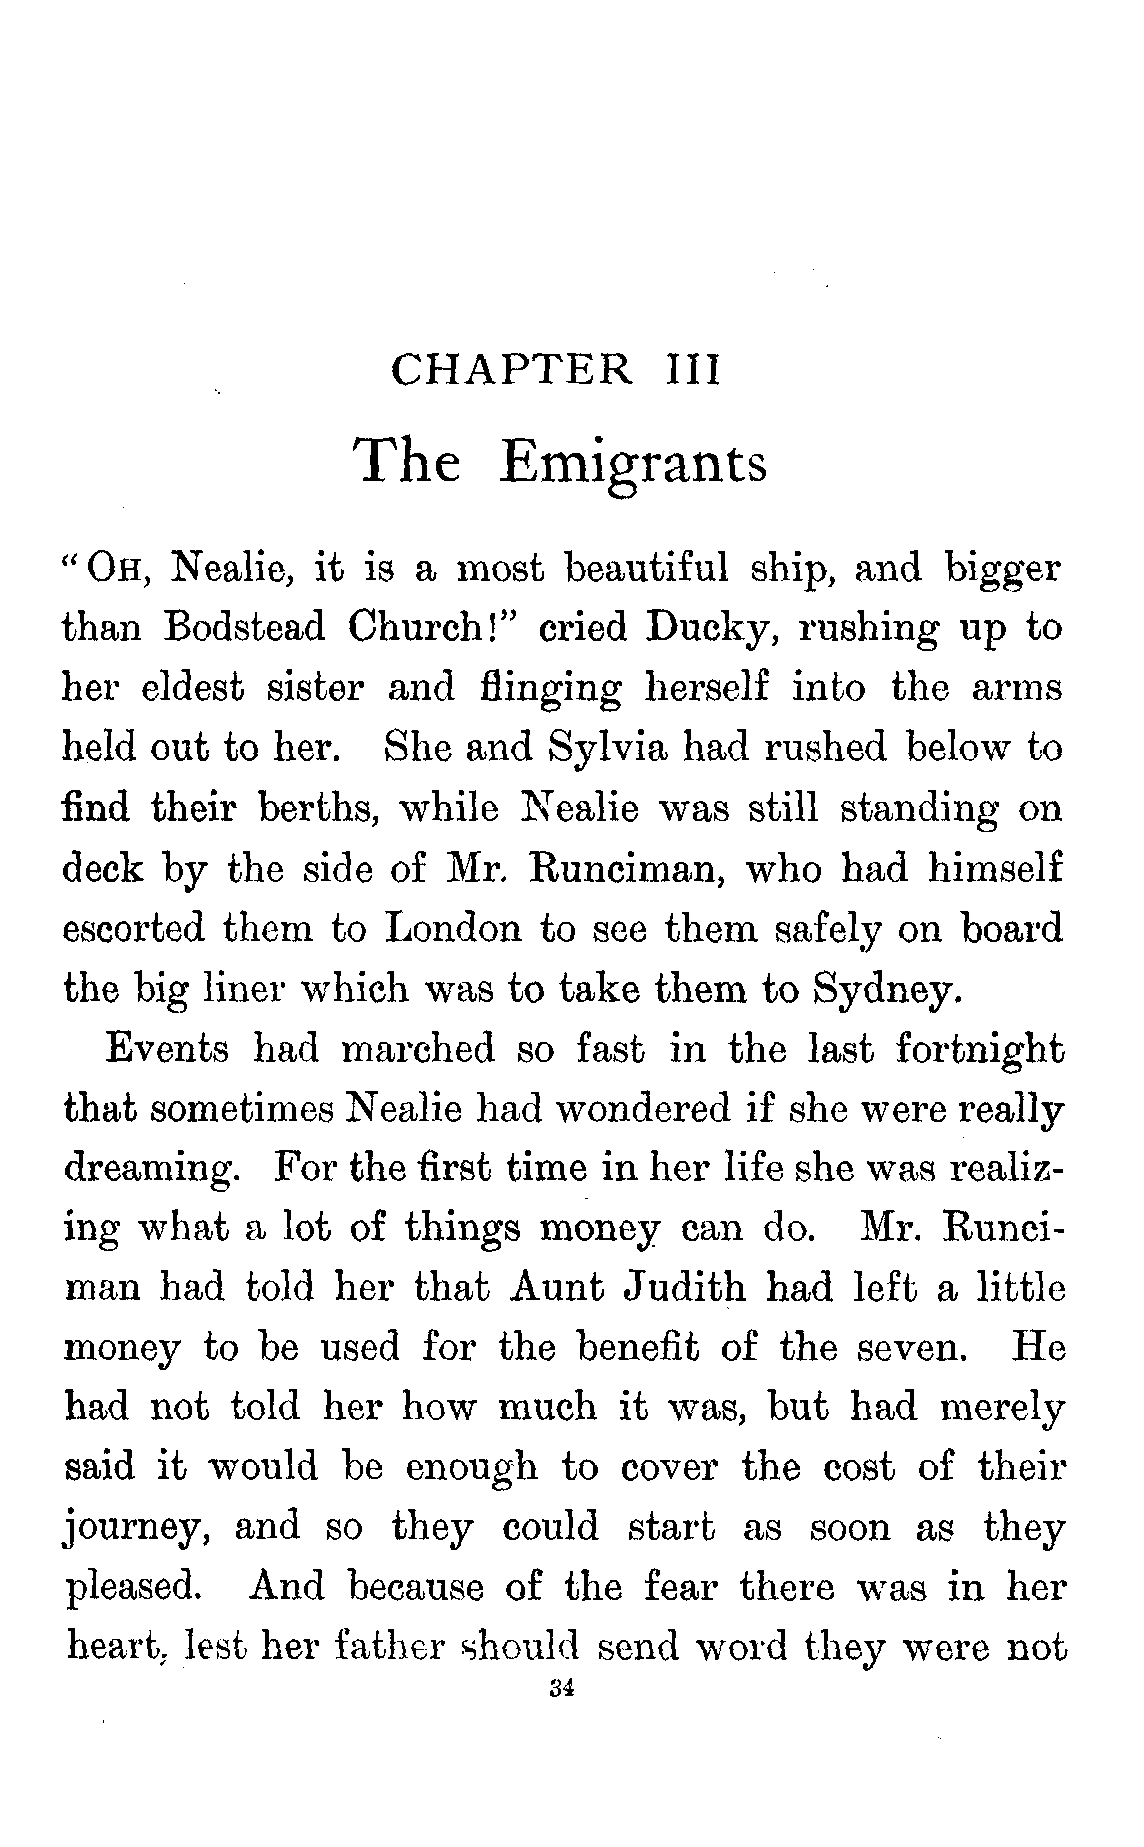 CHAPTER III
The Emigrants
“OH, Nealie, it is a most beautiful ship, and bigger
than Bodstead Church!” cried Ducky, rushing up to
her eldest sister and flinging herself into the arms
held out to her. She and Sylvia had rushed below to
find their berths, while Nealie was still standing on
deck by the side of Mr. Runciman, who had himself
escorted them to London to see them safely on board
the big liner which was to take them to Sydney.
Events had marched so fast in the last fortnight
that sometimes Nealie had wondered if she were really
dreaming. For the first time in her life she was realiz-
ing what a lot of things money can do. Mr. Runci-
man had told her that Aunt Judith had left a little
money to be used for the benefit of the seven. He
had not told her how much it was, but had merely
said it would be enough to cover the cost of their
journey, and so they could start as soon as they
pleased. And because of the fear there was in her
heart, lest her father should send word they were not
34